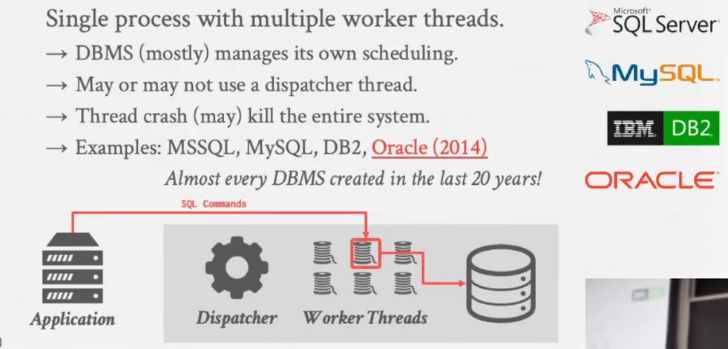 Single process with multiple worker threads.
→ DBMS (mostly) manages its own scheduling.
→ May or may not use a dispatcher thread.
→ Thread crash (may) kill the entire system.
→ Examples: MSSQL, MySQL, DB2, Oracle (2014)
Almost every DBMS created in the last 20 years!
Microsoft®
SQL Server
MySQL
IBM DB2
ORACLE
SQL Commands
Application
Dispatcher
Worker Threads